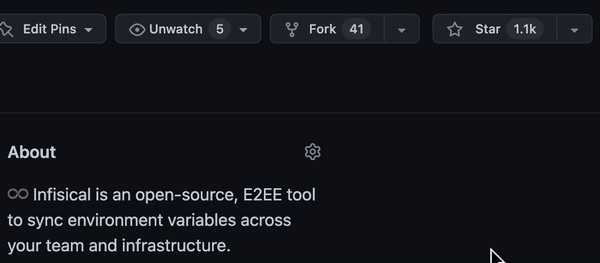 Edit Pins
Unwatch 5
Fork 41
Star 1.1k
About
∞ Infisical is an open-source, E2EE tool
to sync environment variables across
your team and infrastructure.